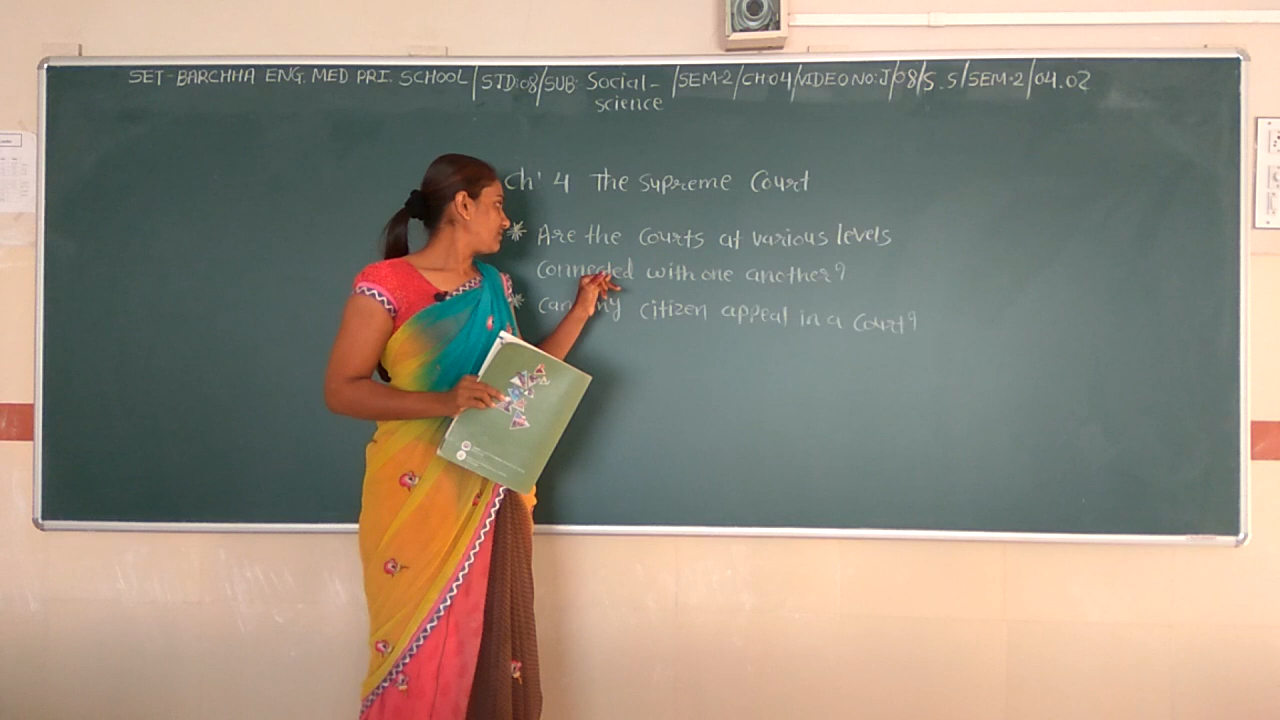 SET-BARCHHA ENG. MED PRI. SCHOOL/STD:08/SUB: Social-science/SEM-2/CH:04/VIDEO NO:J/08/S.S/SEM-2/04.02
Ch' 4 The Supreme Court
* Are the Courts at various levels
Connected with one another?
* Can any citizen appeal in a Court?